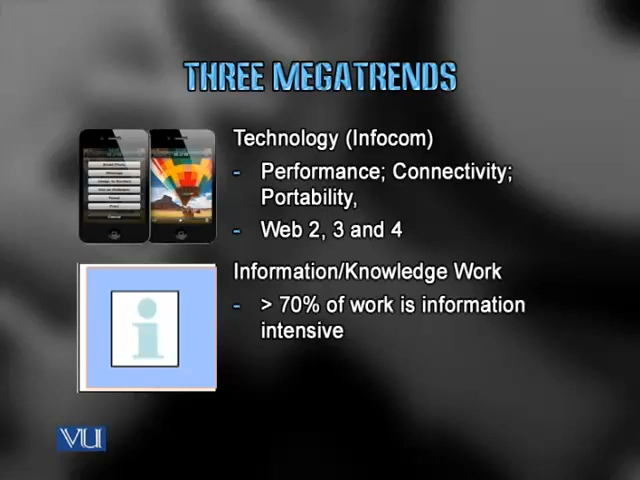 THREE MEGATRENDS
Technology (Infocom)
- Performance; Connectivity;
Portability,
- Web 2, 3 and 4
Information/Knowledge Work
- > 70% of work is information
intensive
i
VU